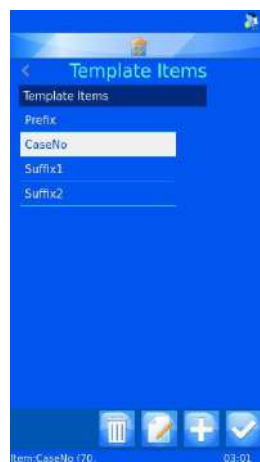 Template Items
Template Items
Prefix
CaseNo
Suffix1
Suffix2
Item:CaseNo (70.
03:01